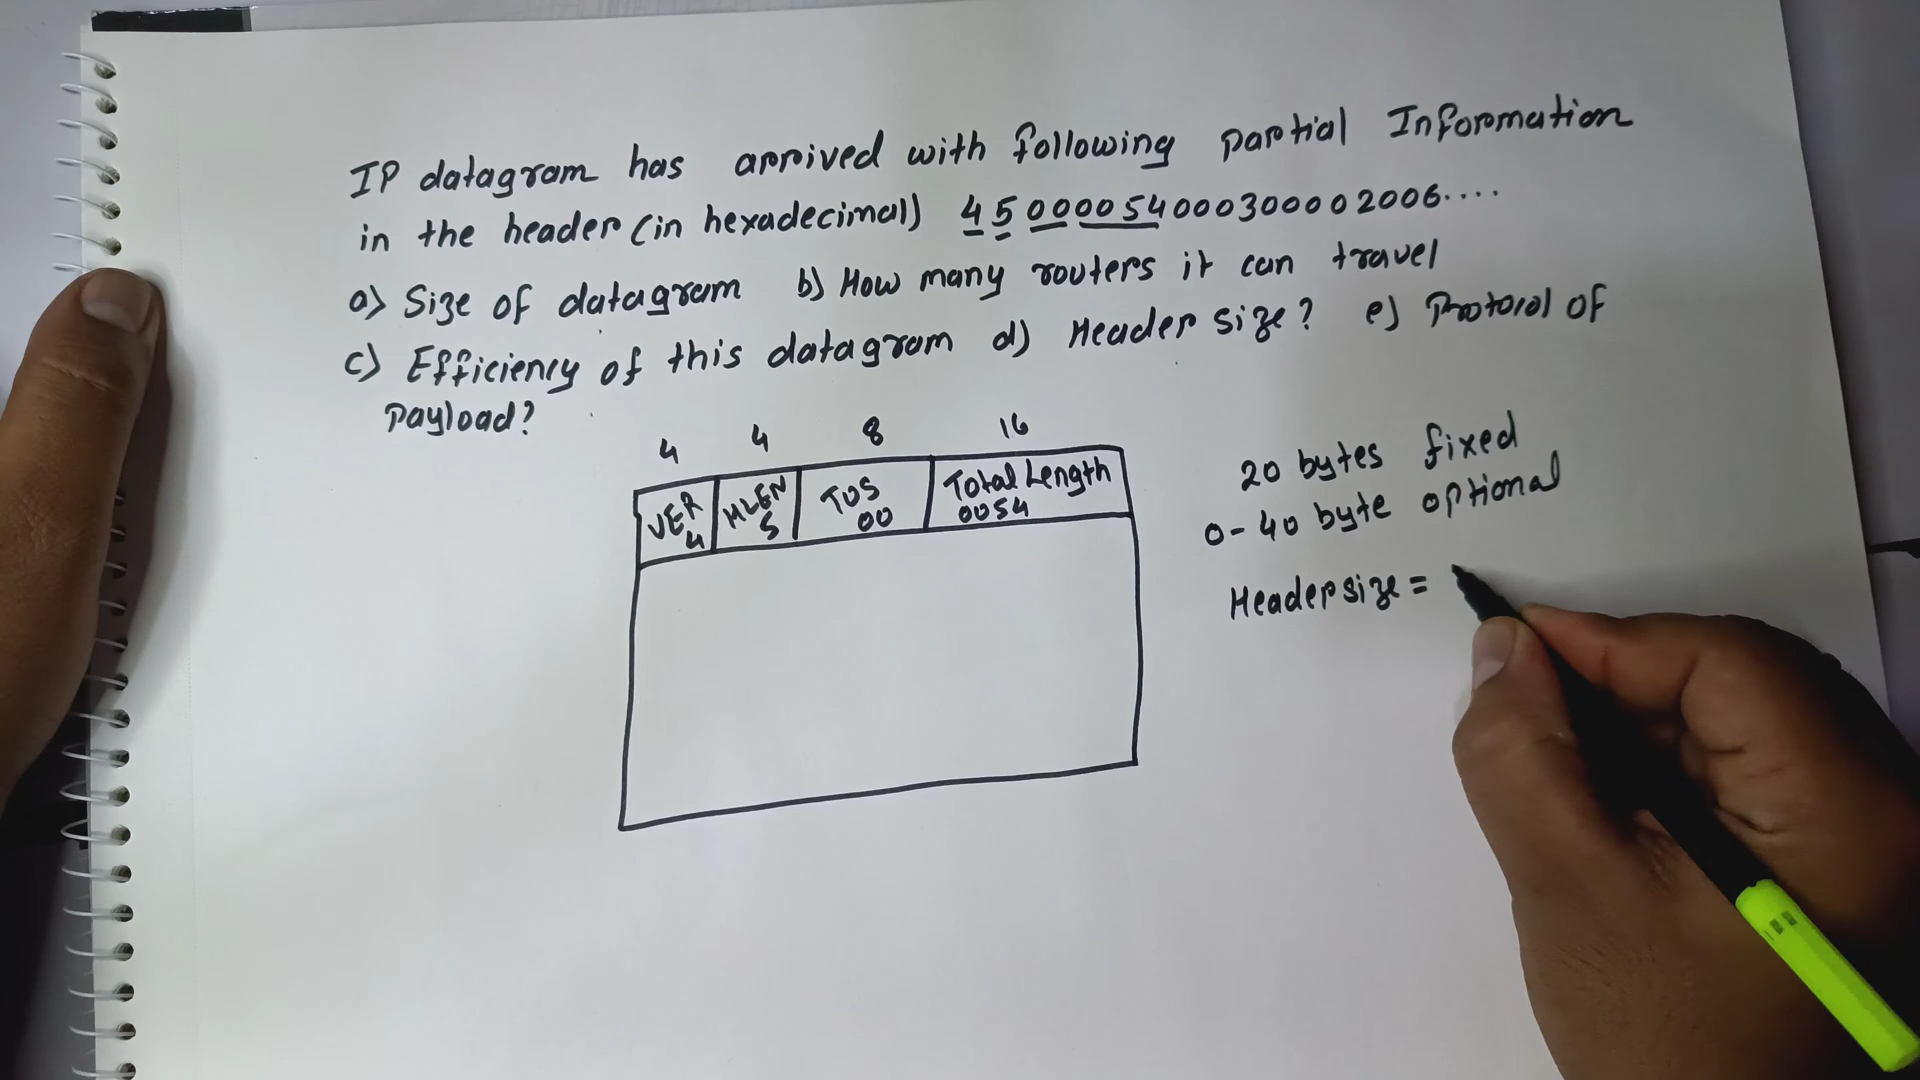 IP datagram has arrived with following partial Information
in the header (in hexadecimal) 45000054000300002006....
a) Size of datagram b) How many routers it can travel
c) Efficiency of this datagram d) Header size? e) Protocol of
payload?
4 4 8 16
VER 4 HLEN 5 TOS 00 Total Length 0054
20 bytes fixed
0-40 byte optional
Header size =